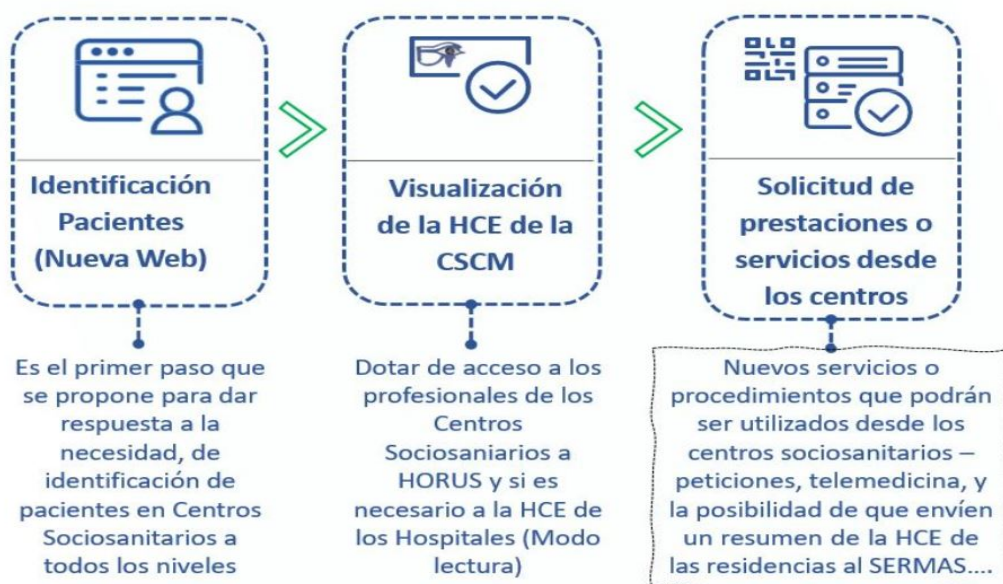 Identificación
Pacientes
(Nueva Web)
Visualización
de la HCE de la
CSCM
Solicitud de
prestaciones o
servicios desde
los centros
Es el primer paso que
se propone para dar
respuesta a la
necesidad, de
identificación de
pacientes en Centros
Sociosanitarios a
todos los niveles
Dotar de acceso a los
profesionales de los
Centros
Sociosaniarios a
HORUS y si es
necesario a la HCE de
los Hospitales (Modo
lectura)
Nuevos servicios o
procedimientos que podrán
ser utilizados desde los
centros sociosanitarios –
peticiones, telemedicina, y
la posibilidad de que envíen
un resumen de la HCE de
las residencias al SERMAS....